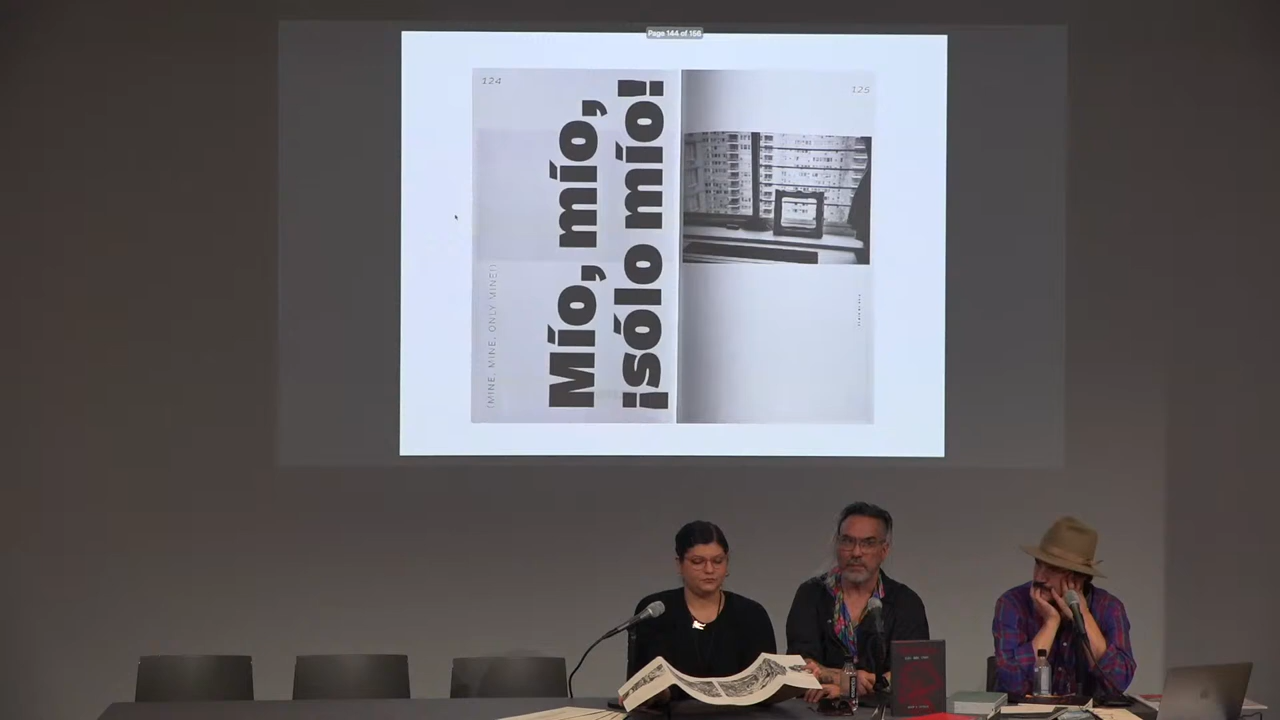 Page 144 of 156
124
Mío, mío,
¡sólo mío!
(MINE, MINE, ONLY MINE!)
125